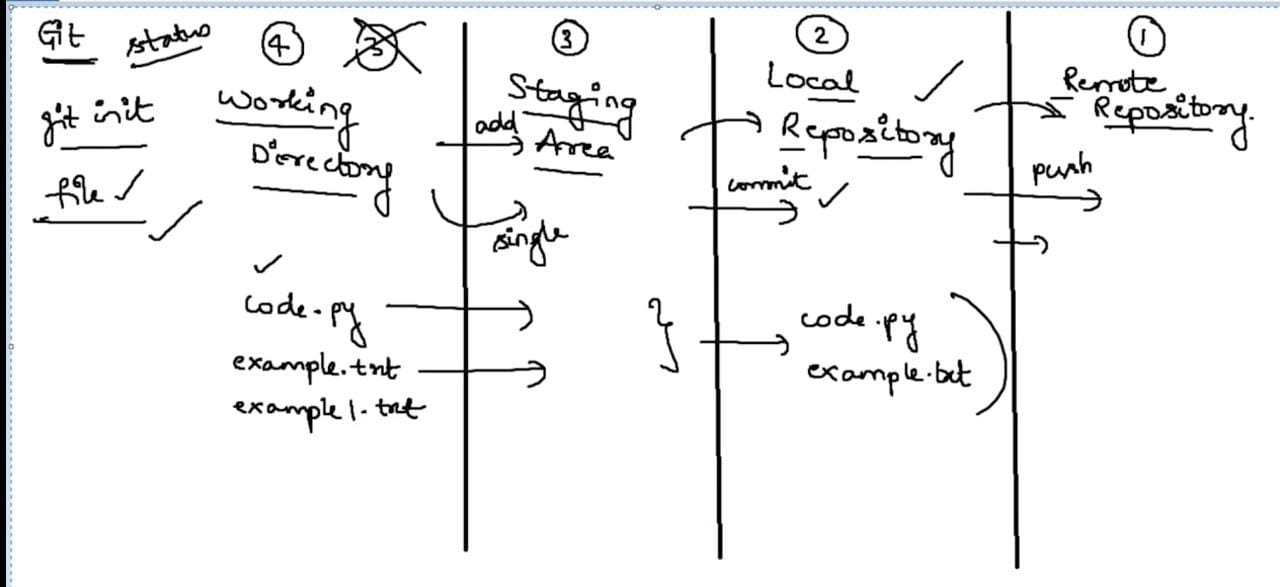 Git status
git init
file
④ 3
Working
Directory
③
Staging
Area
add
single
②
Local
Repository
commit
①
Remote
Repository.
push
code.py
example.txt
example1.txt
code.py
example.txt